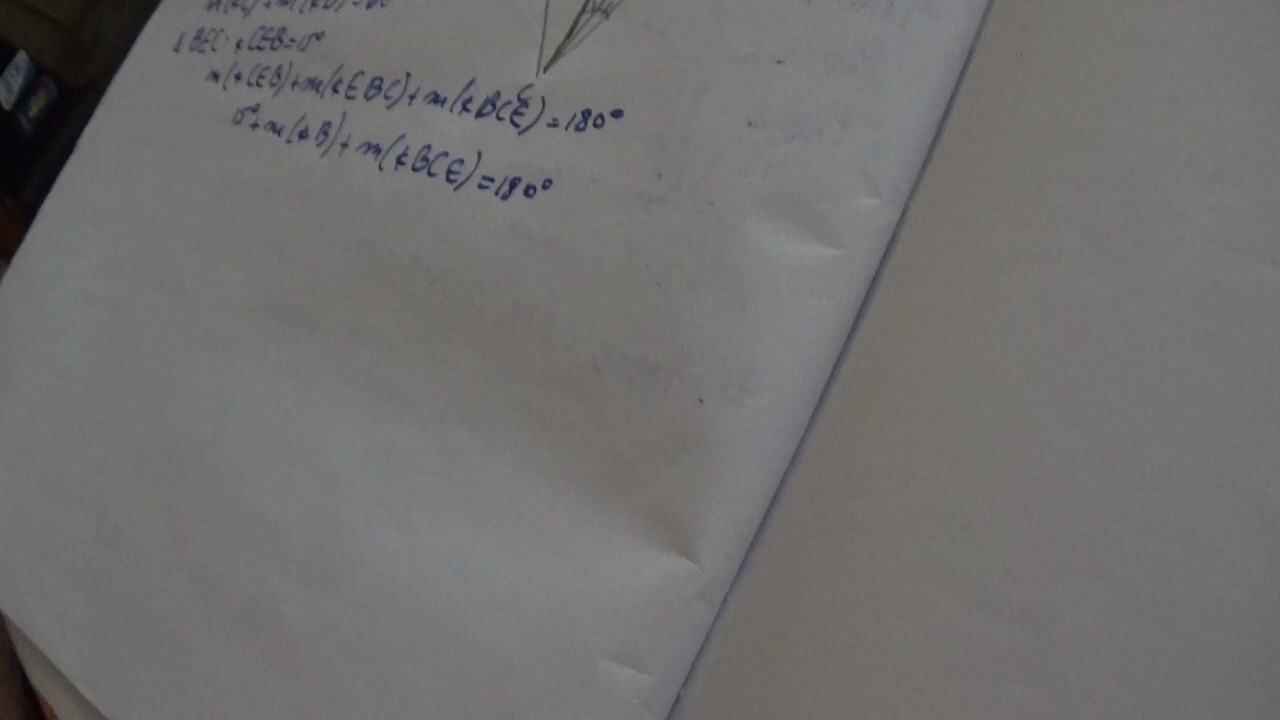 △BEC: ∢CEB=15°
m(∢CEB)+m(∢EBC)+m(∢BCE)=180°
15°+m(∢B)+m(∢BCE)=180°